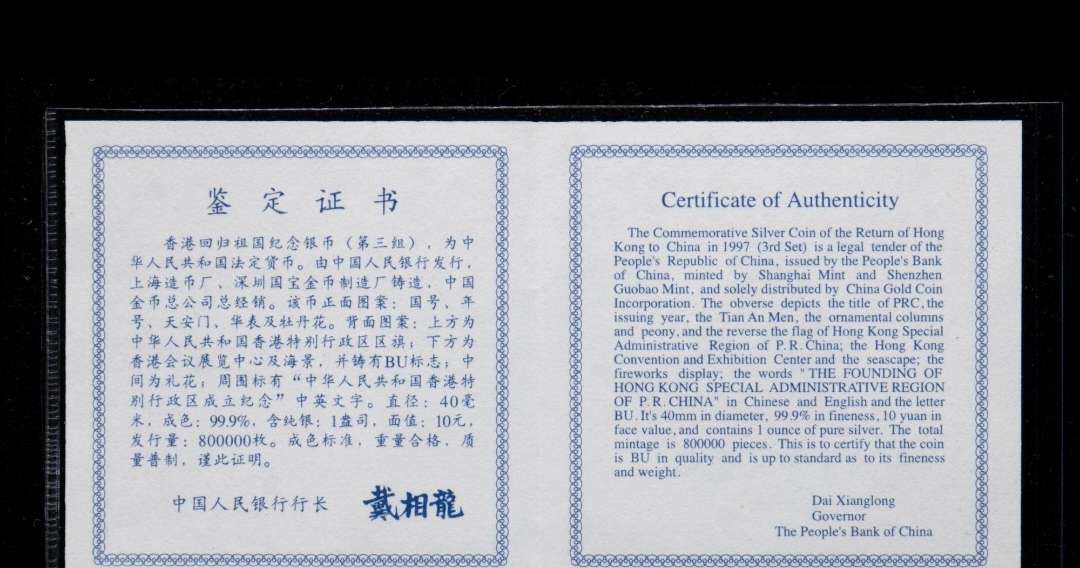 鉴定证书
香港回归祖国纪念银币（第三组），为中
华人民共和国法定货币。由中国人民银行发行，
上海造币厂、深圳国宝金币制造厂铸造，中国
金币总公司总经销。该币正面图案：国号、年
号、天安门、华表及牡丹花。背面图案：上方为
中华人民共和国香港特别行政区区旗；下方为
香港会议展览中心及海景，并铸有BU标志；中
间为礼花；周围标有“中华人民共和国香港特
别行政区成立纪念”中英文字。直径：40毫
米，成色：99.9%，含纯银：1盎司，面值：10元，
发行量：800000枚。成色标准，重量合格，质
量普制，谨此证明。
中国人民银行行长 戴相龍
Certificate of Authenticity
The Commemorative Silver Coin of the Return of Hong
Kong to China in 1997 (3rd Set) is a legal tender of the
People's Republic of China, issued by the People's Bank
of China, minted by Shanghai Mint and Shenzhen
Guobao Mint, and solely distributed by China Gold Coin
Incorporation. The obverse depicts the title of PRC, the
issuing year, the Tian An Men, the ornamental columns
and peony, and the reverse the flag of Hong Kong Special
Administrative Region of P.R. China; the Hong Kong
Convention and Exhibition Center and the seascape; the
fireworks display; the words " THE FOUNDING OF
HONG KONG SPECIAL ADMINISTRATIVE REGION
OF P.R.CHINA" in Chinese and English and the letter
BU. It's 40mm in diameter, 99.9% in fineness, 10 yuan in
face value, and contains 1 ounce of pure silver. The total
mintage is 800000 pieces. This is to certify that the coin
is BU in quality and is up to standard as to its fineness
and weight.
Dai Xianglong
Governor
The People's Bank of China